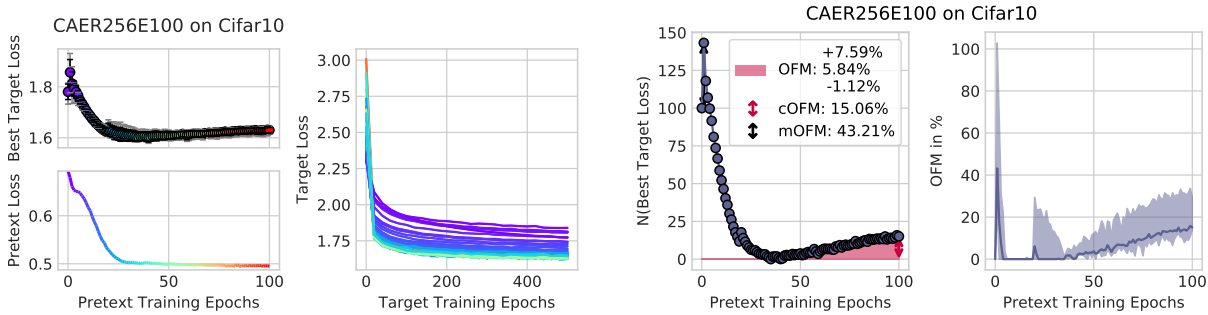 CAER256E100 on Cifar10
Best Target Loss
1.8
1.6
Pretext Loss
0.6
0.5
0
50
100
Pretext Training Epochs
Target Loss
3.00
2.75
2.50
2.25
2.00
1.75
0
200
400
Target Training Epochs
CAER256E100 on Cifar10
N(Best Target Loss)
150
125
100
75
50
25
0
+7.59%
OFM: 5.84%
-1.12%
cOFM: 15.06%
mOFM: 43.21%
0
50
100
Pretext Training Epochs
OFM in %
100
80
60
40
20
0
0
50
100
Pretext Training Epochs